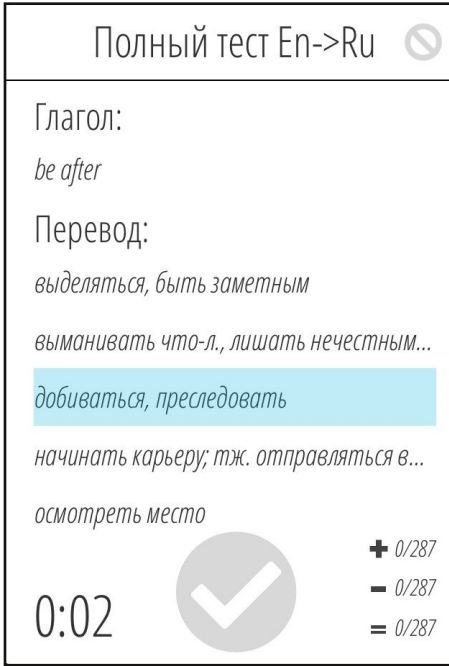 Полный тест En->Ru
Глагол:
be after
Перевод:
выделяться, быть заметным
выманивать что-л., лишать нечестным...
добиваться, преследовать
начинать карьеру; тж. отправляться в...
осмотреть место
+ 0/287
- 0/287
= 0/287
0:02